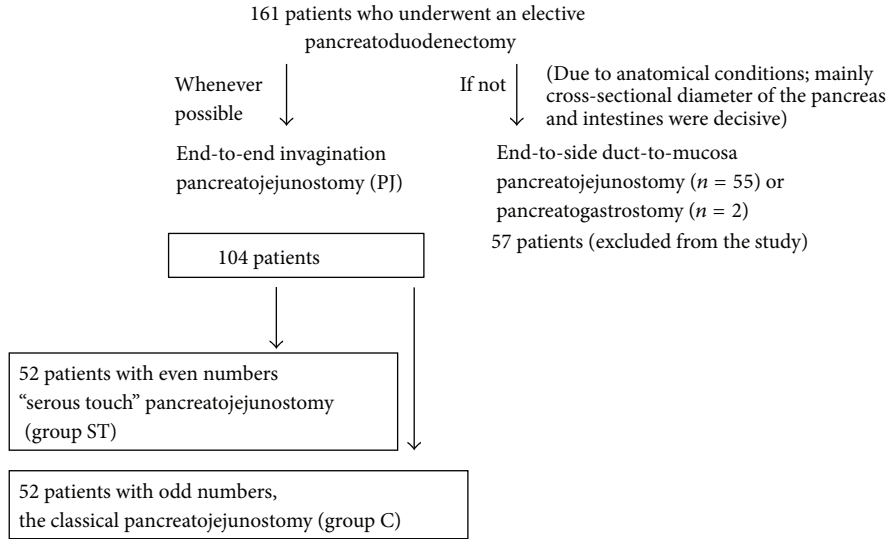 161 patients who underwent an elective
pancreatoduodenectomy
Whenever
possible
If not
(Due to anatomical conditions; mainly
cross-sectional diameter of the pancreas
and intestines were decisive)
End-to-end invagination
pancreatojejunostomy (PJ)
End-to-side duct-to-mucosa
pancreatojejunostomy (n = 55) or
pancreatogastrostomy (n = 2)
57 patients (excluded from the study)
104 patients
52 patients with even numbers
“serous touch” pancreatojejunostomy
(group ST)
52 patients with odd numbers,
the classical pancreatojejunostomy (group C)